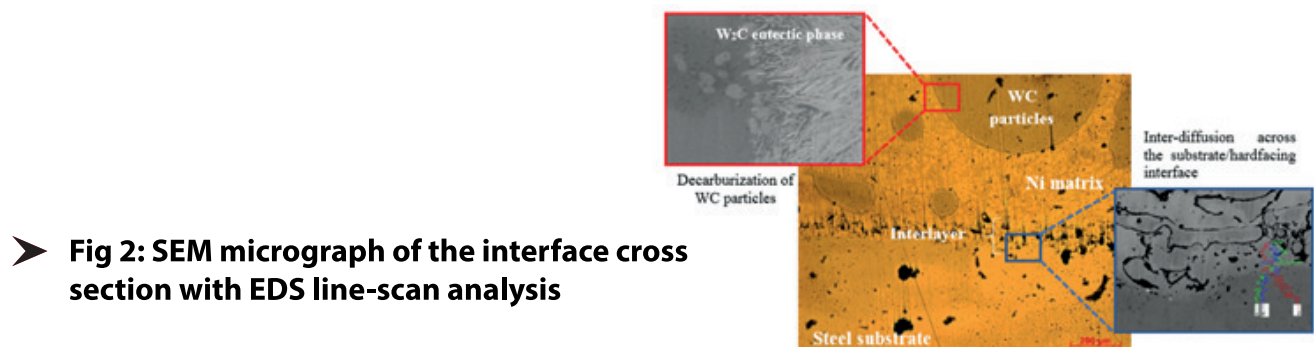 W₂C eutectic phase
WC
particles
Inter-diffusion across
the substrate/hardfacing
interface
Decarburization of
WC particles
Ni matrix
Interlayer
➤ Fig 2: SEM micrograph of the interface cross
section with EDS line-scan analysis
Steel substrate